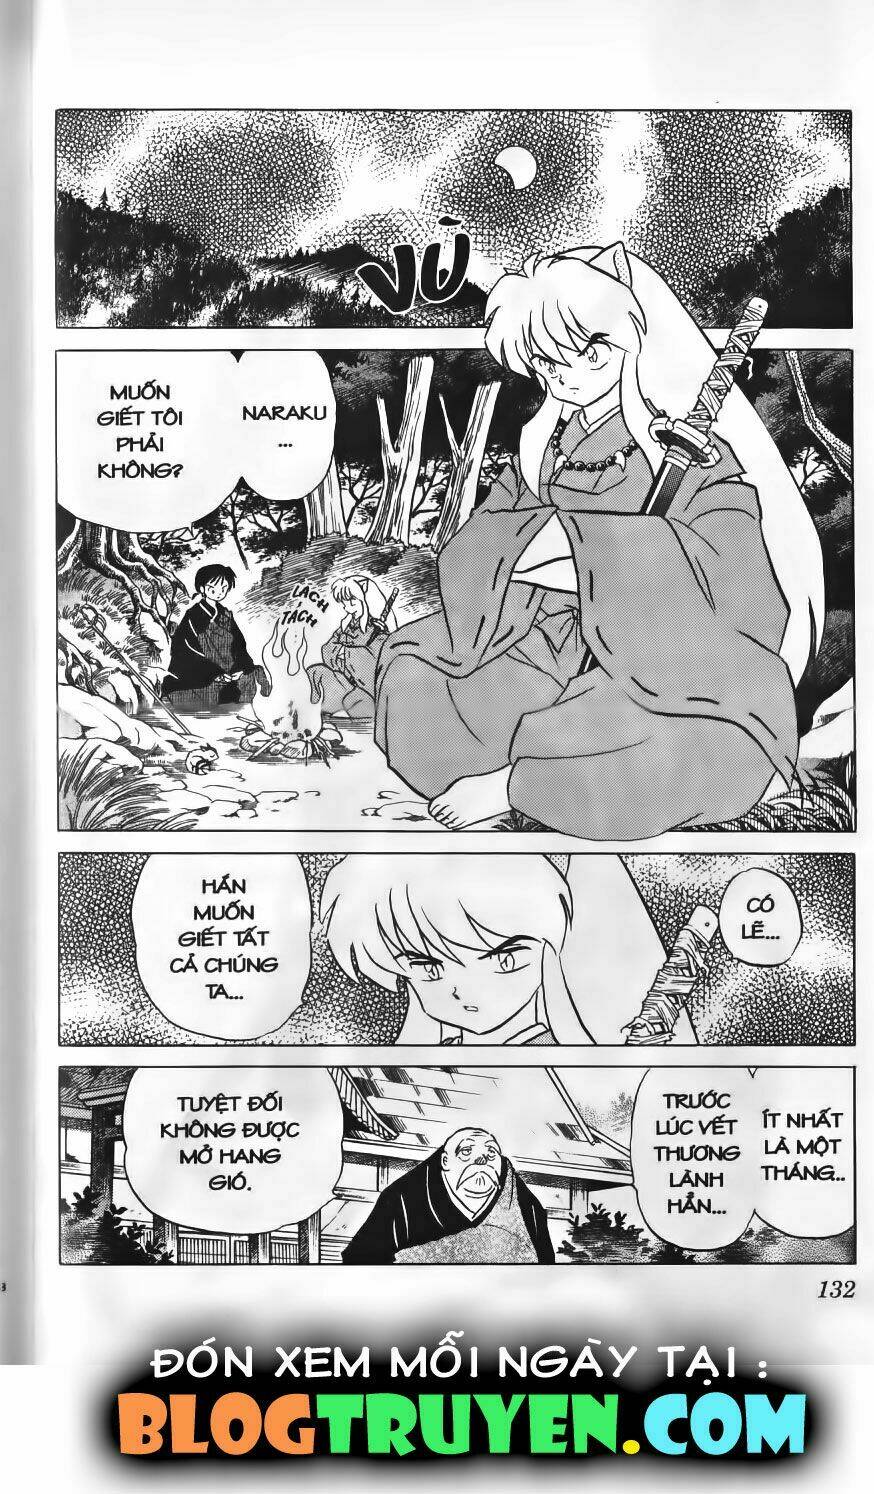 VÙ
NARAKU
...
MUỐN
GIẾT TÔI
PHẢI
KHÔNG?
LÁCH
TÁCH
CÓ
LẼ...
HẮN
MUỐN
GIẾT TẤT
CẢ CHÚNG
TA...
ÍT NHẤT
LÀ MỘT
THÁNG...
TRƯỚC
LÚC VẾT
THƯƠNG
LÀNH
HẲN...
TUYỆT ĐỐI
KHÔNG ĐƯỢC
MỞ HANG
GIÓ.
132
ĐÓN XEM MỖI NGÀY TẠI :
BLOGTRUYEN.COM